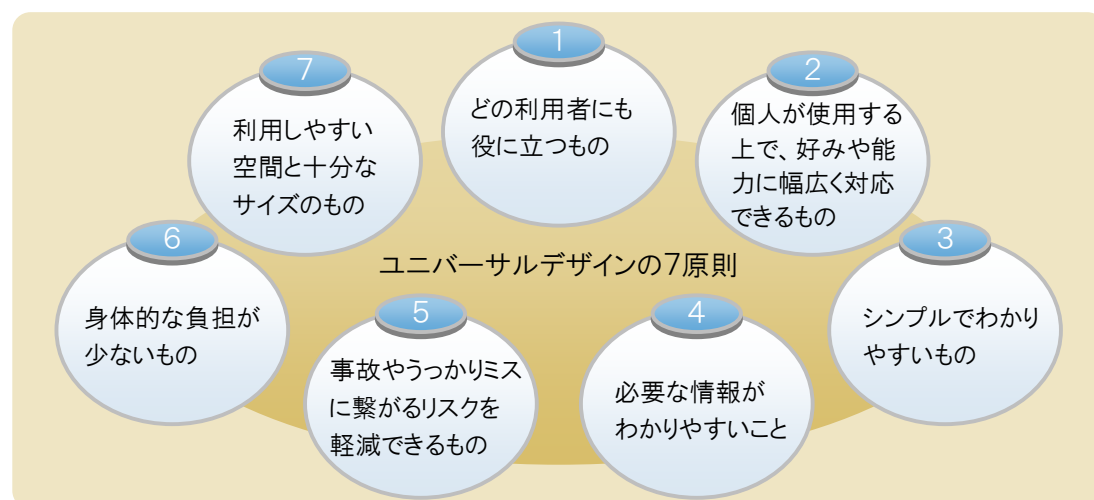 ユニバーサルデザインの7原則
1
どの利用者にも
役に立つもの
2
個人が使用する
上で、好みや能
力に幅広く対応
できるもの
3
シンプルでわかり
やすいもの
4
必要な情報が
わかりやすいこと
5
事故やうっかりミス
に繋がるリスクを
軽減できるもの
6
身体的な負担が
少ないもの
7
利用しやすい
空間と十分な
サイズのもの